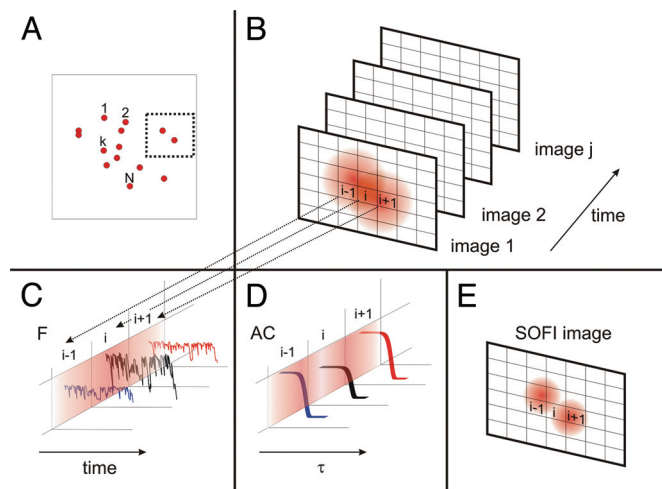 A
1
2
k
N
B
i-1 i i+1
image 1
image 2
image j
time
C
F
i-1
i
i+1
time
D
AC
i-1
i
i+1
τ
E
SOFI image
i-1 i i+1